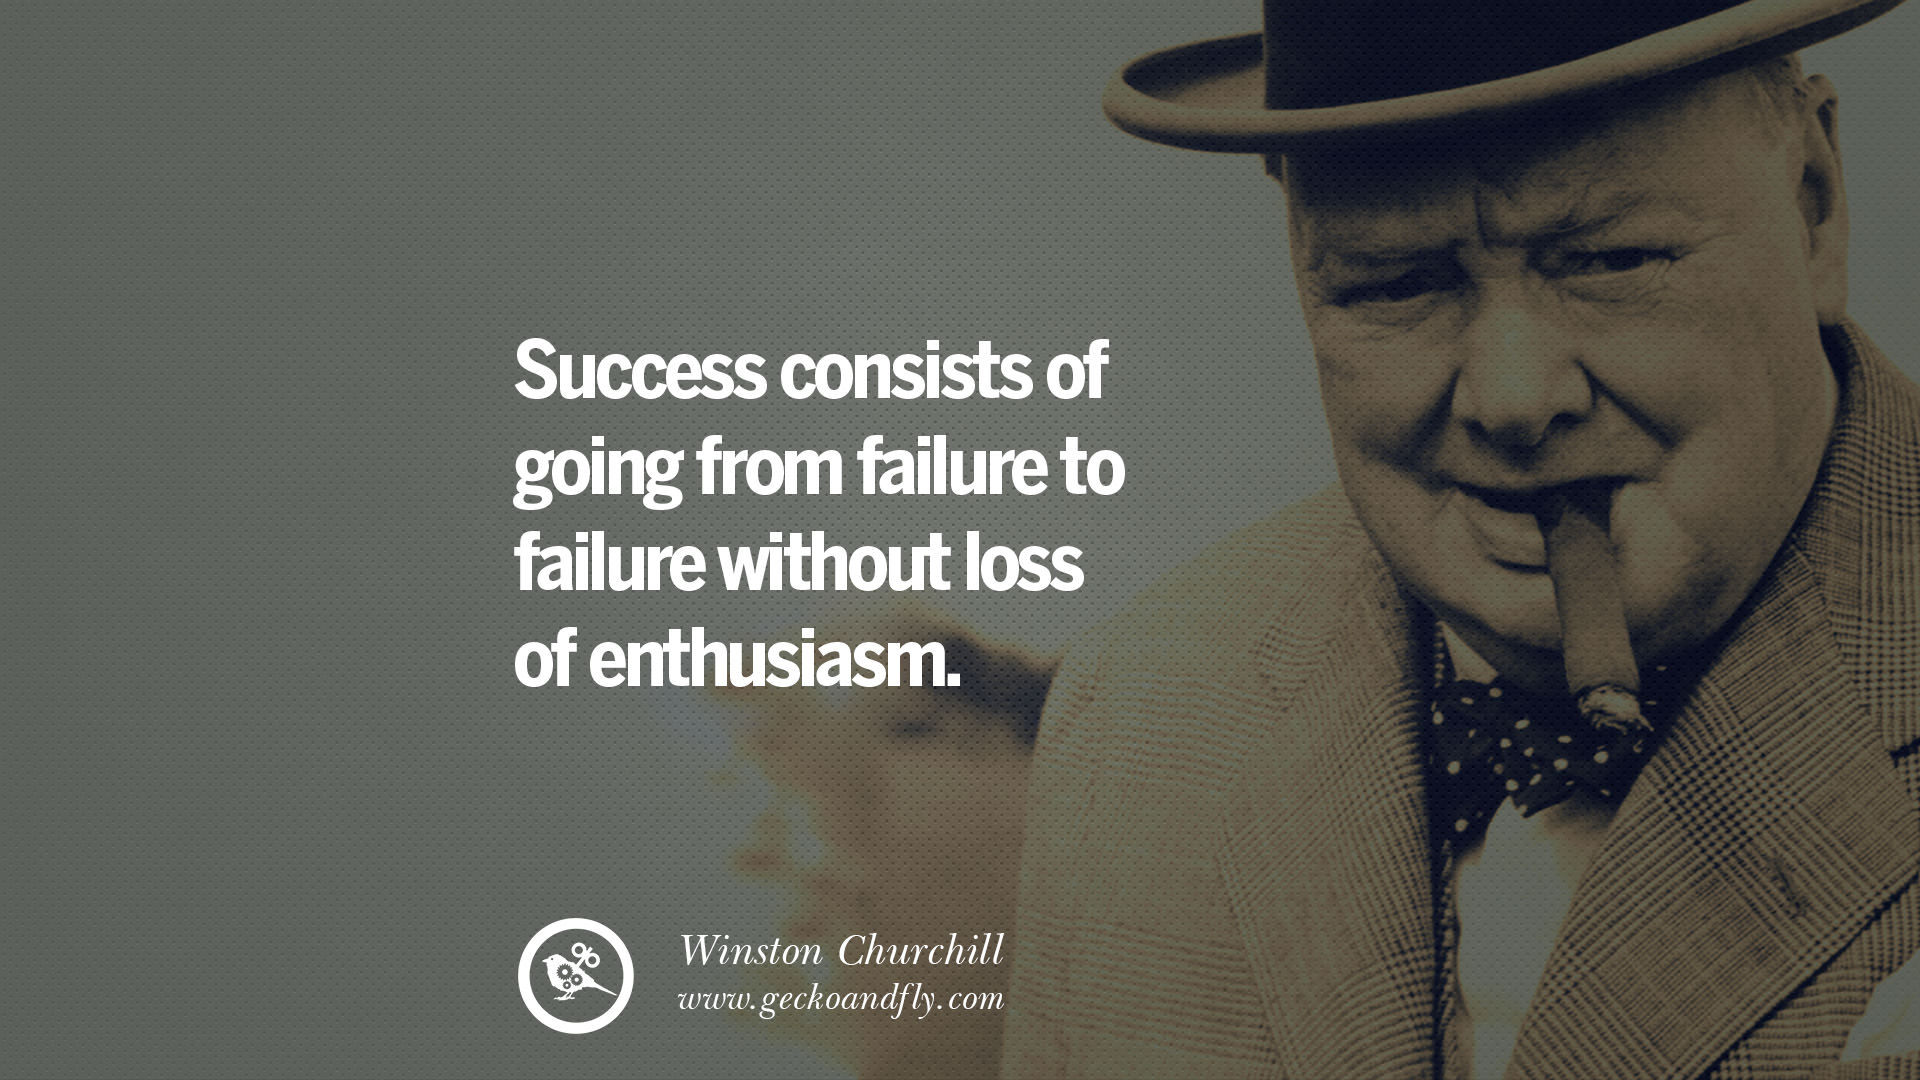 Success consists of
going from failure to
failure without loss
of enthusiasm.
Winston Churchill
www.geckoandfly.com